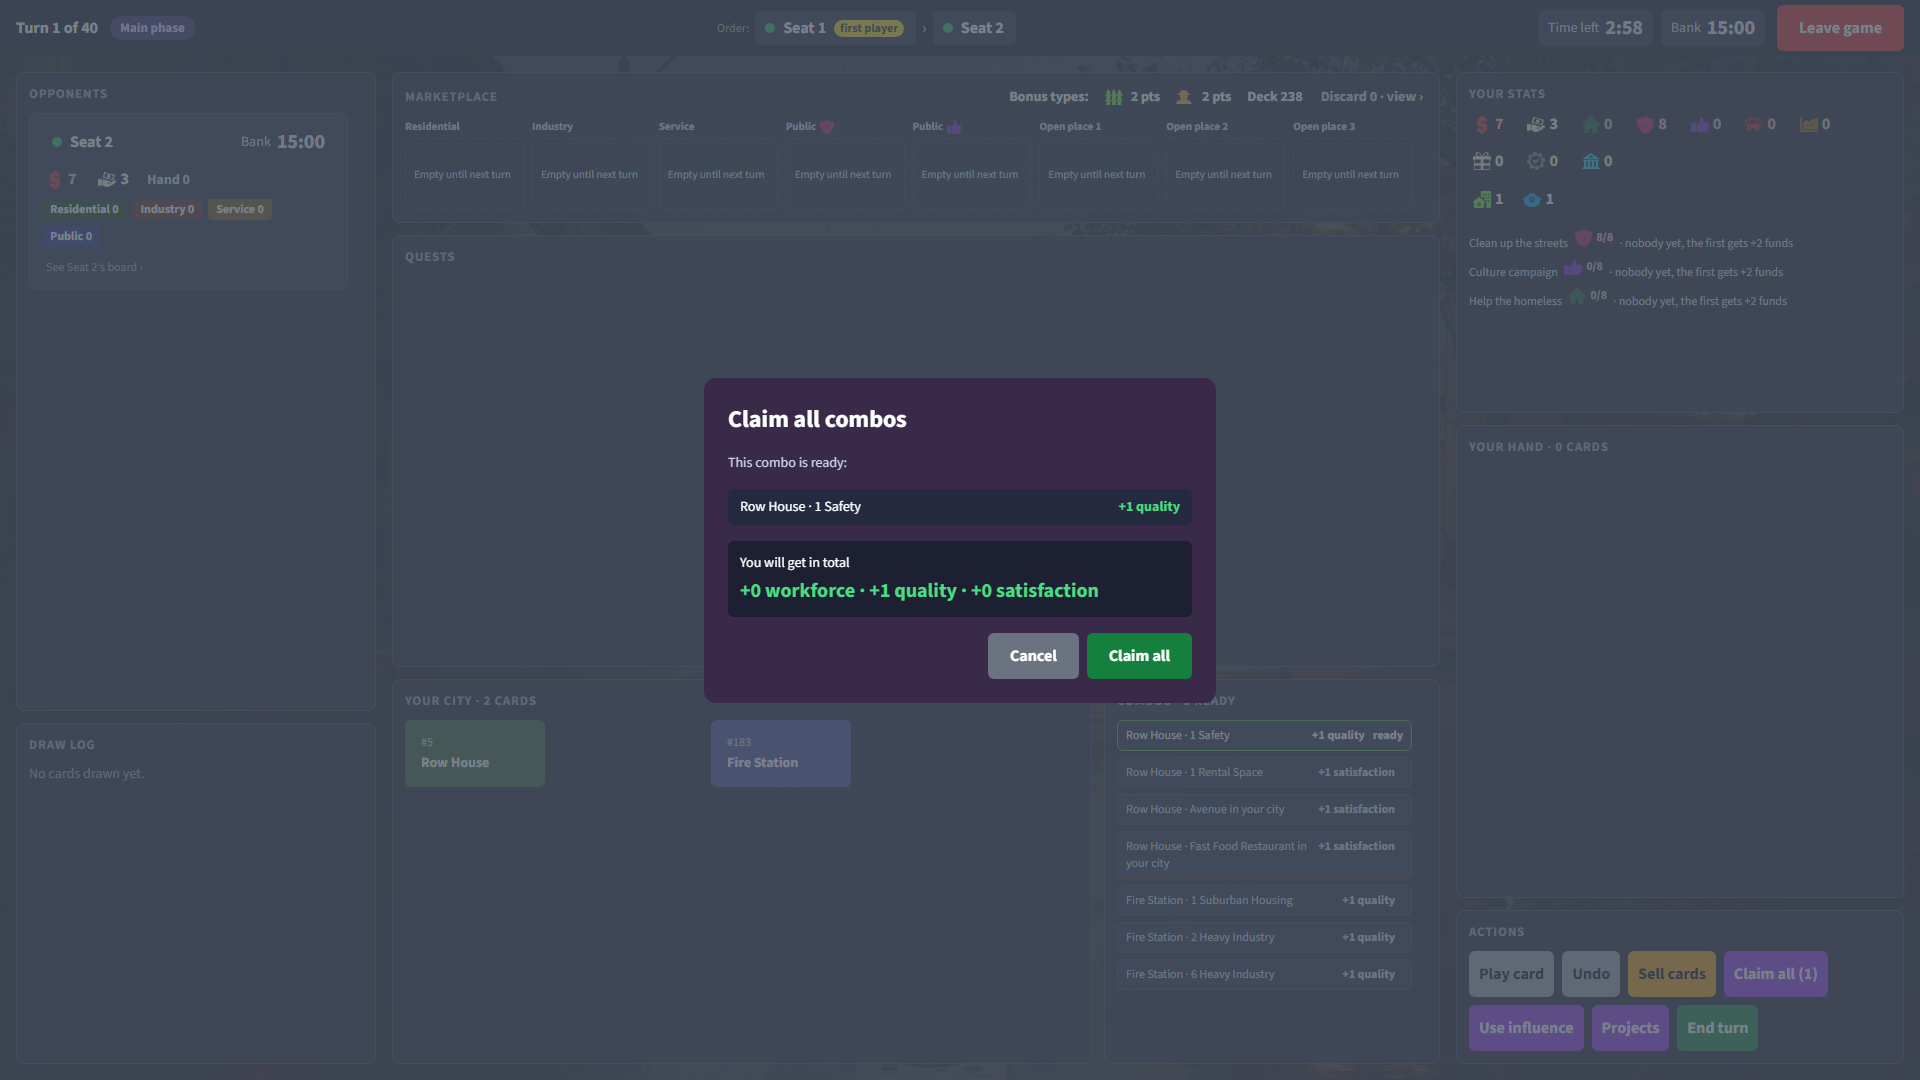 Turn 1 of 40 Main phase
Order: Seat 1 first player › Seat 2
Time left 2:58 Bank 15:00 Leave game
OPPONENTS
Seat 2 Bank 15:00
7 3 Hand 0
Residential 0 Industry 0 Service 0
Public 0
See Seat 2's board ›
DRAW LOG
No cards drawn yet.
MARKETPLACE
Bonus types: 2 pts 2 pts Deck 238 Discard 0 · view ›
Residential Industry Service Public Public Open place 1 Open place 2 Open place 3
Empty until next turn Empty until next turn Empty until next turn Empty until next turn Empty until next turn Empty until next turn Empty until next turn Empty until next turn
QUESTS
Claim all combos
This combo is ready:
Row House · 1 Safety +1 quality
You will get in total
+0 workforce · +1 quality · +0 satisfaction
Cancel Claim all
YOUR CITY · 2 CARDS
#5
Row House
#183
Fire Station
Row House · 1 Safety +1 quality ready
Row House · 1 Rental Space +1 satisfaction
Row House · Avenue in your city +1 satisfaction
Row House · Fast Food Restaurant in +1 satisfaction
your city
Fire Station · 1 Suburban Housing +1 quality
Fire Station · 2 Heavy Industry +1 quality
Fire Station · 6 Heavy Industry +1 quality
YOUR STATS
7 3 0 8 0 0 0
0 0 0
1 1
Clean up the streets 8/8 · nobody yet, the first gets +2 funds
Culture campaign 0/8 · nobody yet, the first gets +2 funds
Help the homeless 0/8 · nobody yet, the first gets +2 funds
YOUR HAND · 0 CARDS
ACTIONS
Play card Undo Sell cards Claim all (1)
Use influence Projects End turn